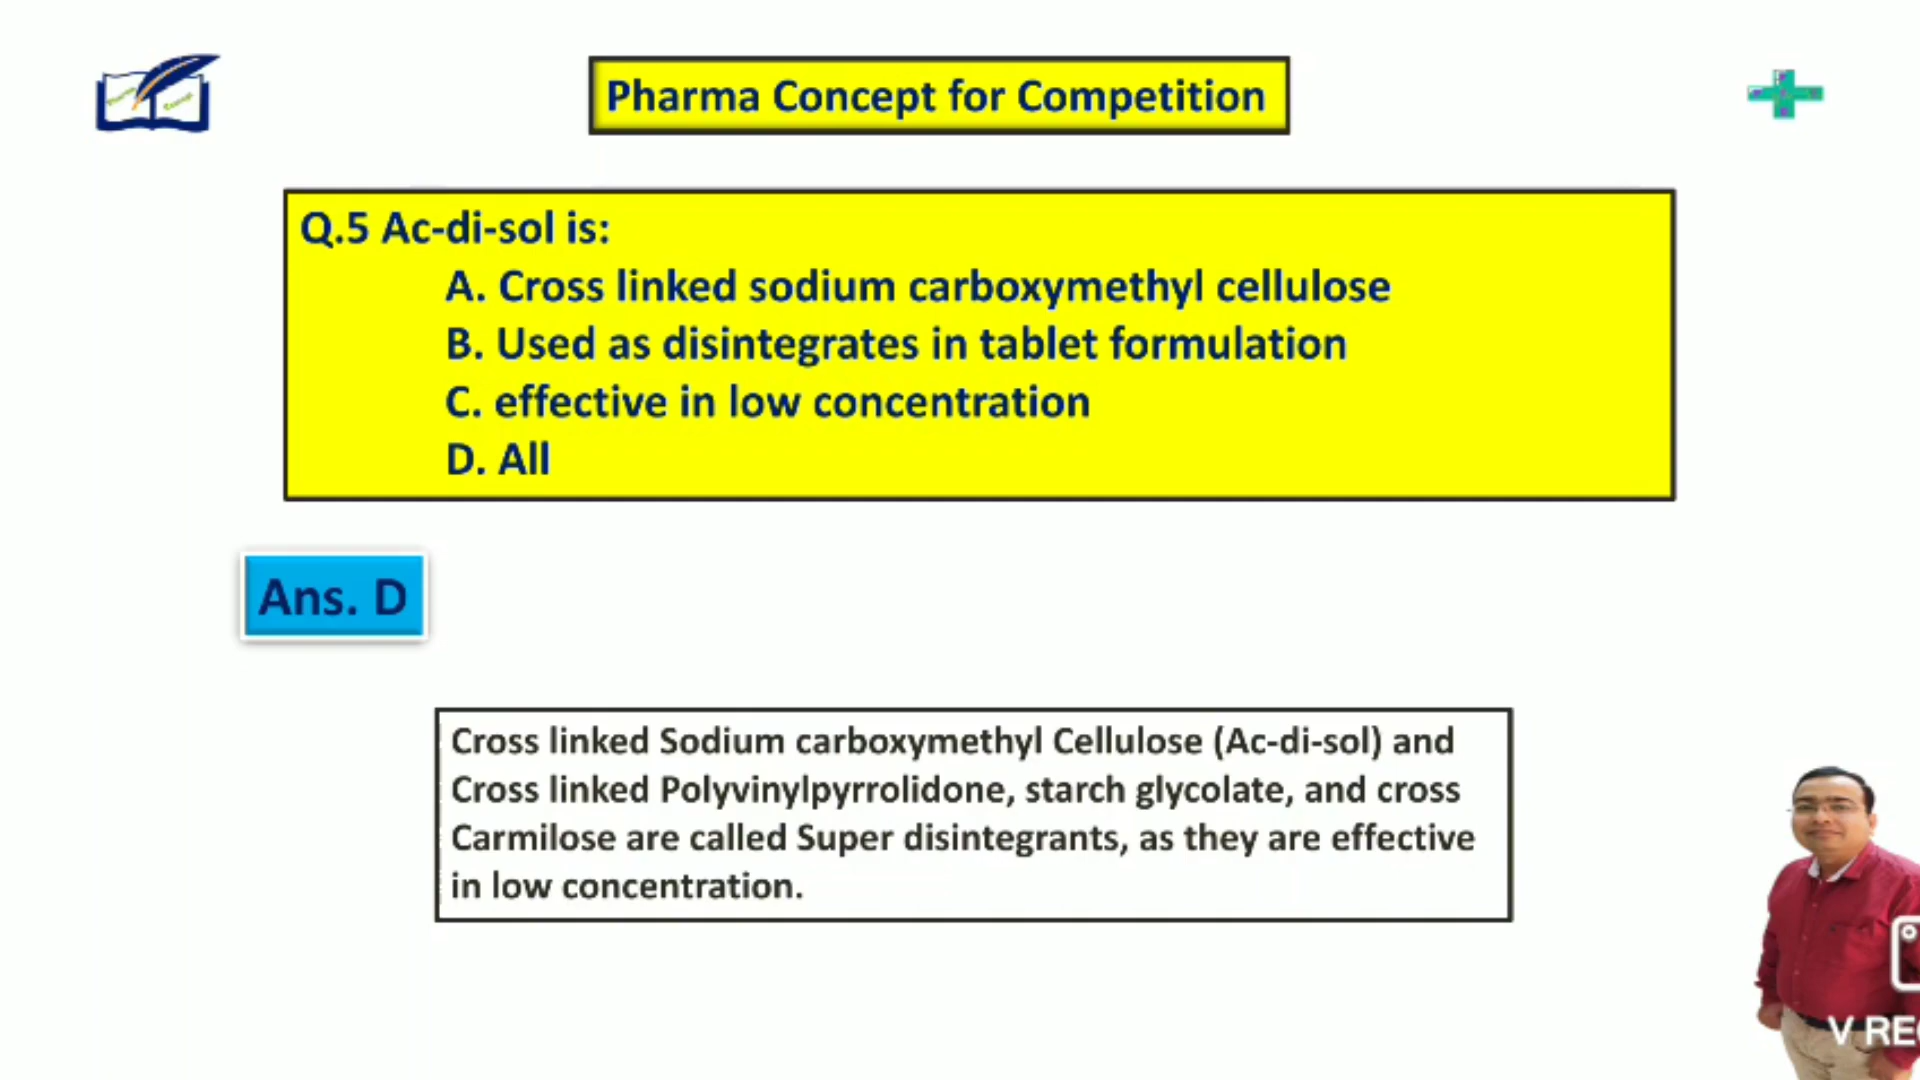 Pharma Concept for Competition
Q.5 Ac-di-sol is:
A. Cross linked sodium carboxymethyl cellulose
B. Used as disintegrates in tablet formulation
C. effective in low concentration
D. All
Ans. D
Cross linked Sodium carboxymethyl Cellulose (Ac-di-sol) and
Cross linked Polyvinylpyrrolidone, starch glycolate, and cross
Carmilose are called Super disintegrants, as they are effective
in low concentration.
V REC